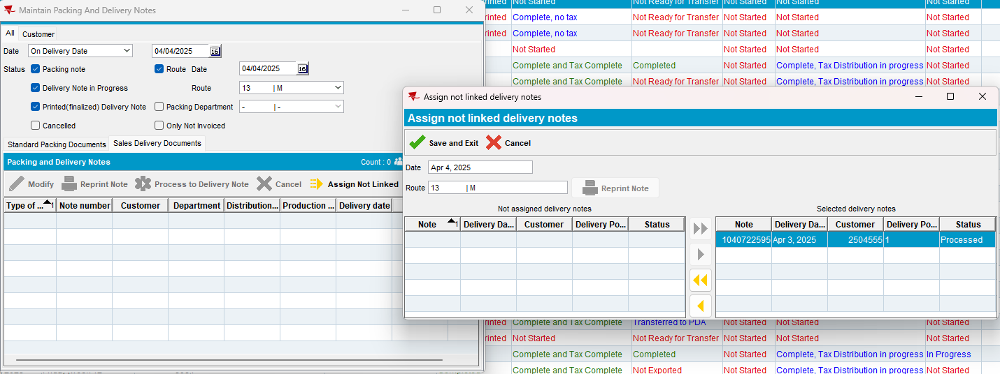 Maintain Packing And Delivery Notes
All Customer
Date On Delivery Date 04/04/2025 16
Status Packing note Route Date 04/04/2025 16
Delivery Note in Progress Route 13 | M
Printed(finalized) Delivery Note Packing Department - | -
Cancelled Only Not Invoiced
Standard Packing Documents Sales Delivery Documents
Packing and Delivery Notes Count : 0
Modify Reprint Note Process to Delivery Note Cancel Assign Not Linked
Type of ... 1 Note number Customer Department Distribution... Production ... Delivery date
Not Started Not Ready for Transfer Not Started Not Started Not Started
rinted Complete, no tax Not Ready for Transfer Not Started Not Started Not Started
rinted Complete, no tax Not Ready for Transfer Not Started Not Started Not Started
Not Started Not Started Not Started Not Started
Complete and Tax Complete Completed Not Started Complete, Tax Distribution in progress Not Started
rinted Complete and Tax Complete Not Ready for Transfer Not Started Complete, Tax Distribution in progress Not Started
Assign not linked delivery notes
Assign not linked delivery notes
Save and Exit Cancel
Date Apr 4, 2025
Route 13 | M Reprint Note
Not assigned delivery notes Selected delivery notes
Note 1 Delivery Da... Customer Delivery Po... Status Note Delivery Da... Customer Delivery Po... Status
1040722595 Apr 3, 2025 2504555 1 Processed
rinted Complete and Tax Complete Transferred to PDA Not Started Not Started Not Started
rinted Not Started Not Ready for Transfer Not Started Not Started Not Started
Complete and Tax Complete Completed Not Started Complete, Tax Distribution in progress In Progress
Complete and Tax Complete Not Exported Not Started Complete, Tax Distribution in progress Not Started